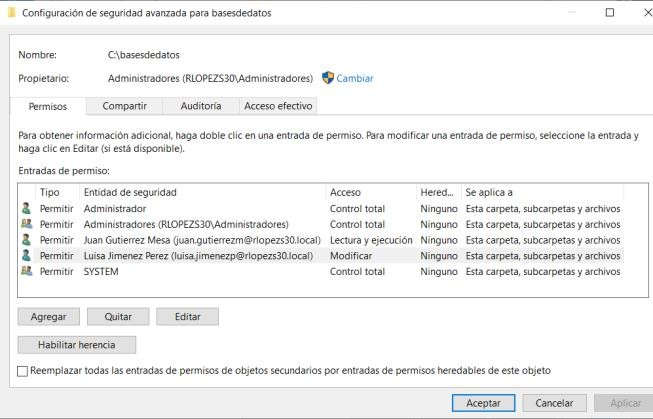 Configuración de seguridad avanzada para basesdedatos
Nombre: C:\basesdedatos
Propietario: Administradores (RLOPEZS30\Administradores) Cambiar
Permisos Compartir Auditoría Acceso efectivo
Para obtener información adicional, haga doble clic en una entrada de permiso. Para modificar una entrada de permiso, seleccione la entrada y
haga clic en Editar (si está disponible).
Entradas de permiso:
Tipo Entidad de seguridad Acceso Hered... Se aplica a
Permitir Administrador Control total Ninguno Esta carpeta, subcarpetas y archivos
Permitir Administradores (RLOPEZS30\Administradores) Control total Ninguno Esta carpeta, subcarpetas y archivos
Permitir Juan Gutierrez Mesa (juan.gutierrezm@rlopezs30.local) Lectura y ejecución Ninguno Esta carpeta, subcarpetas y archivos
Permitir Luisa Jimenez Perez (luisa.jimenezp@rlopezs30.local) Modificar Ninguno Esta carpeta, subcarpetas y archivos
Permitir SYSTEM Control total Ninguno Esta carpeta, subcarpetas y archivos
Agregar Quitar Editar
Habilitar herencia
Reemplazar todas las entradas de permisos de objetos secundarios por entradas de permisos heredables de este objeto
Aceptar Cancelar Aplicar